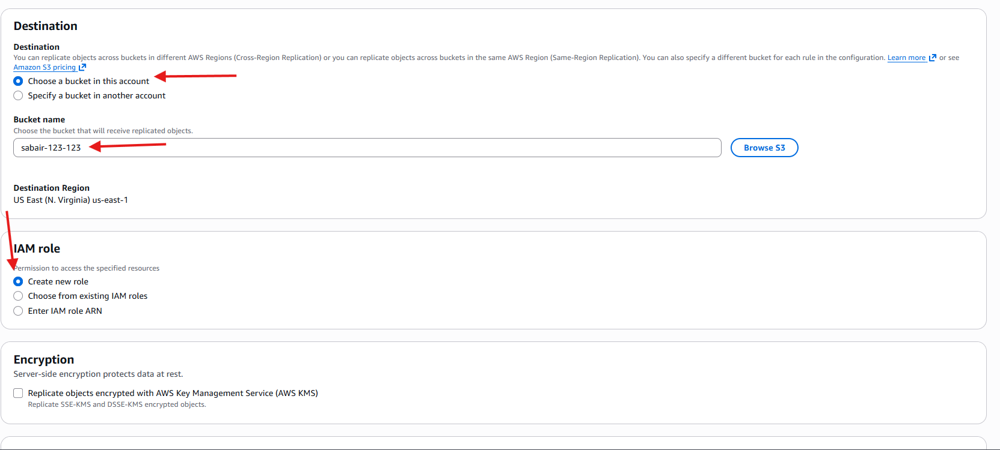 Destination
Destination
You can replicate objects across buckets in different AWS Regions (Cross-Region Replication) or you can replicate objects across buckets in the same AWS Region (Same-Region Replication). You can also specify a different bucket for each rule in the configuration. Learn more or see
Amazon S3 pricing
Choose a bucket in this account
Specify a bucket in another account
Bucket name
Choose the bucket that will receive replicated objects.
sabair-123-123
Browse S3
Destination Region
US East (N. Virginia) us-east-1
IAM role
Permission to access the specified resources
Create new role
Choose from existing IAM roles
Enter IAM role ARN
Encryption
Server-side encryption protects data at rest.
Replicate objects encrypted with AWS Key Management Service (AWS KMS)
Replicate SSE-KMS and DSSE-KMS encrypted objects.